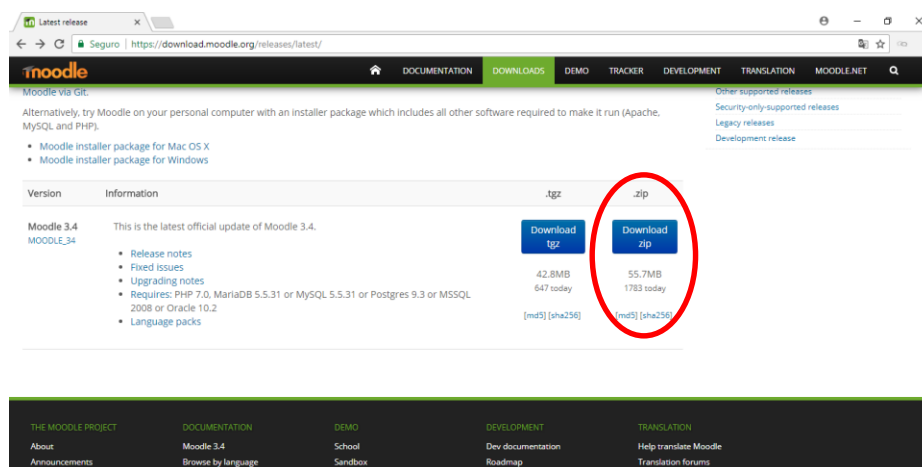 Latest release
Seguro | https://download.moodle.org/releases/latest/
moodle
DOCUMENTATION DOWNLOADS DEMO TRACKER DEVELOPMENT TRANSLATION MOODLE.NET
Moodle via Git.
Other supported releases
Security-only-supported releases
Legacy releases
Development release
Alternatively, try Moodle on your personal computer with an installer package which includes all other software required to make it run (Apache,
MySQL and PHP).
Moodle installer package for Mac OS X
Moodle installer package for Windows
Version Information .tgz .zip
Moodle 3.4
MOODLE_34
This is the latest official update of Moodle 3.4.
Release notes
Fixed issues
Upgrading notes
Requires: PHP 7.0, MariaDB 5.5.31 or MySQL 5.5.31 or Postgres 9.3 or MSSQL
2008 or Oracle 10.2
Language packs
Download
tgz
42.8MB
647 today
[md5] [sha256]
Download
zip
55.7MB
1783 today
[md5] [sha256]
THE MOODLE PROJECT DOCUMENTATION DEMO DEVELOPMENT TRANSLATION
About Moodle 3.4 School Dev documentation Help translate Moodle
Announcements Browse by language Sandbox Roadmap Translation forums